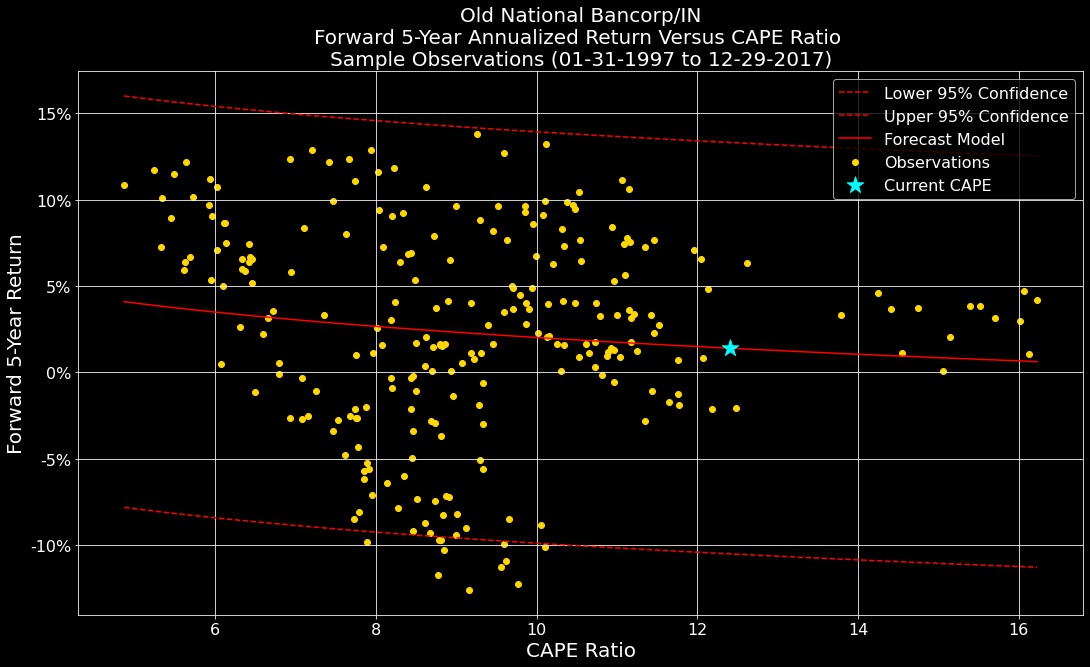 Old National Bancorp/IN
Forward 5-Year Annualized Return Versus CAPE Ratio
Sample Observations (01-31-1997 to 12-29-2017)
Lower 95% Confidence
Upper 95% Confidence
Forecast Model
Observations
Current CAPE
Forward 5-Year Return
15%
10%
5%
0%
-5%
-10%
6 8 10 12 14 16
CAPE Ratio